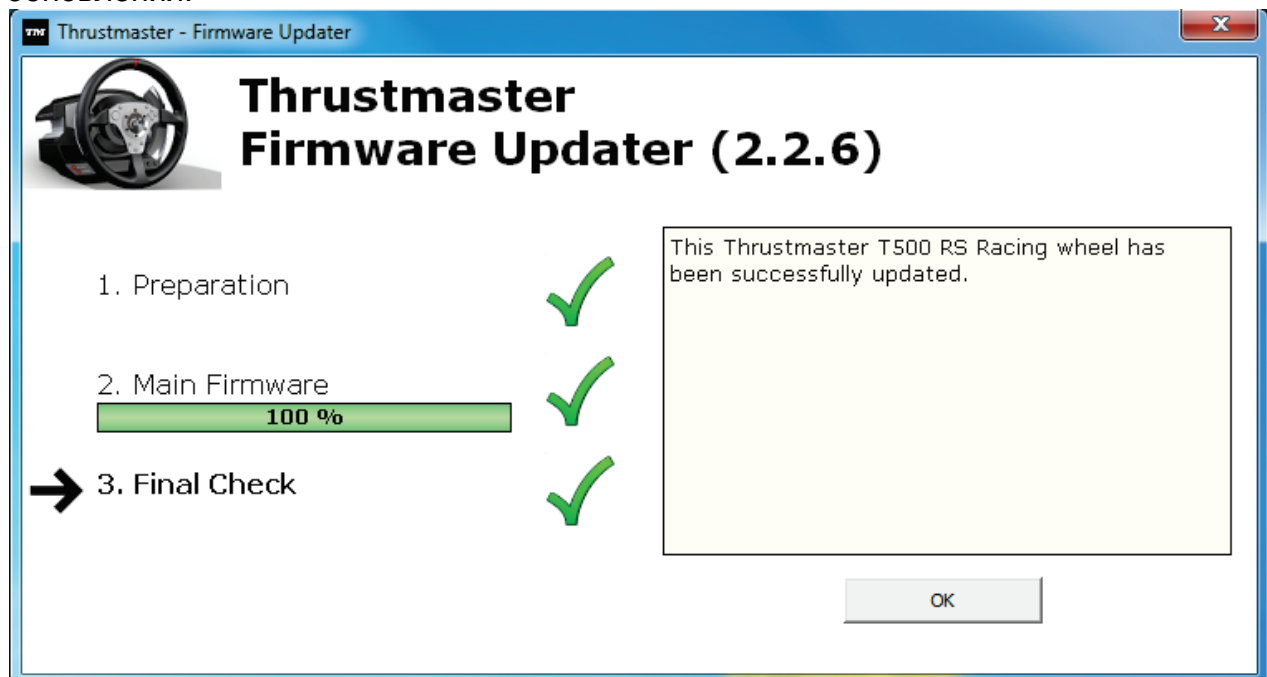 Thrustmaster - Firmware Updater
Thrustmaster
Firmware Updater (2.2.6)
1. Preparation
2. Main Firmware
100 %
3. Final Check
This Thrustmaster T500 RS Racing wheel has
been successfully updated.
OK